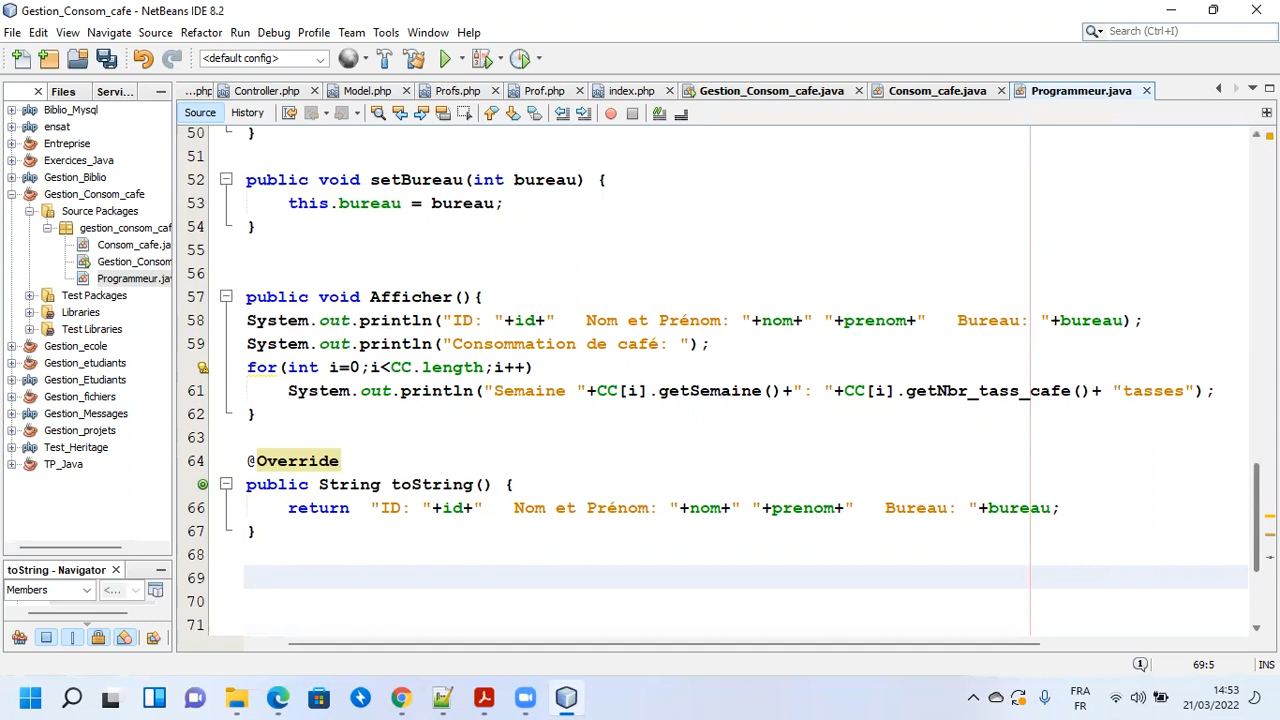 Gestion_Consom_cafe - NetBeans IDE 8.2
File Edit View Navigate Source Refactor Run Debug Profile Team Tools Window Help
Search (Ctrl+I)
<default config>
Files Servi...
...php Controller.php Model.php Profs.php Prof.php index.php Gestion_Consom_cafe.java Consom_cafe.java Programmeur.java
Source History
Biblio_Mysql
ensat
Entreprise
Exercices_Java
Gestion_Biblio
Gestion_Consom_cafe
Source Packages
gestion_consom_caf
Consom_cafe.ja
Gestion_Consom
Programmeur.jav
Test Packages
Libraries
Test Libraries
Gestion_ecole
Gestion_etudiants
Gestion_Etudiants
Gestion_fichiers
Gestion_Messages
Gestion_projets
Test_Heritage
TP_Java
toString - Navigator
Members <...
50 }
51
52 public void setBureau(int bureau) {
53 this.bureau = bureau;
54 }
55
56
57 public void Afficher(){
58 System.out.println("ID: "+id+"   Nom et Prénom: "+nom+" "+prenom+"   Bureau: "+bureau);
59 System.out.println("Consommation de café: ");
60 for(int i=0;i<CC.length;i++)
61 System.out.println("Semaine "+CC[i].getSemaine()+": "+CC[i].getNbr_tass_cafe()+ "tasses");
62 }
63
64 @Override
public String toString() {
66 return  "ID: "+id+"   Nom et Prénom: "+nom+" "+prenom+"   Bureau: "+bureau;
67 }
68
69
70
71
1 69:5 INS
FRA
FR
14:53
21/03/2022